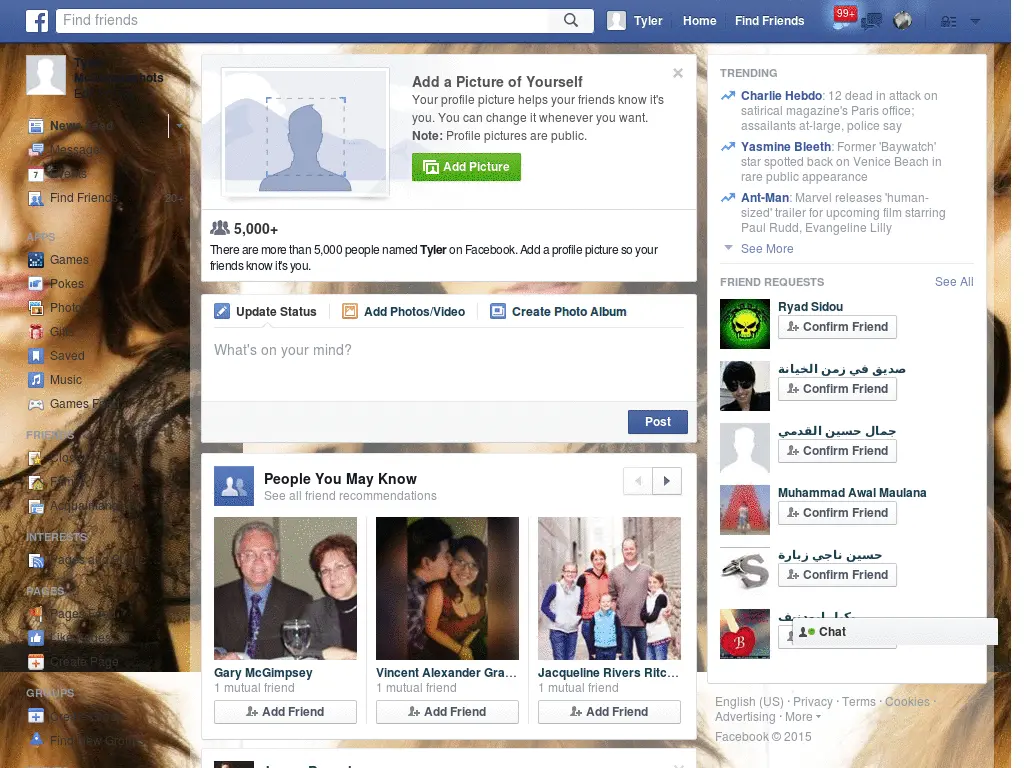 Find friends
Tyler
Home
Find Friends
99+
Tyler
News Feed
Messages
7
Events
Find Friends
20+
APPS
Games
Pokes
Photos
Gifts
Saved
Music
Games Feed
FRIENDS
Close Friends
Family
Acquaintances
INTERESTS
Pages and
PAGES
Pages Feed
Like Pages
Create Page
GROUPS
Create Group
Find New Groups
Add a Picture of Yourself
Your profile picture helps your friends know it's
you. You can change it whenever you want.
Note: Profile pictures are public.
Add Picture
5,000+
There are more than 5,000 people named Tyler on Facebook. Add a profile picture so your
friends know it's you.
Update Status
Add Photos/Video
Create Photo Album
What's on your mind?
Post
People You May Know
See all friend recommendations
Gary McGimpsey
1 mutual friend
Add Friend
Vincent Alexander Gra...
1 mutual friend
Add Friend
Jacqueline Rivers Ritc...
1 mutual friend
Add Friend
TRENDING
Charlie Hebdo: 12 dead in attack on
satirical magazine's Paris office;
assailants at-large, police say
Yasmine Bleeth: Former 'Baywatch'
star spotted back on Venice Beach in
rare public appearance
Ant-Man: Marvel releases 'human-
sized' trailer for upcoming film starring
Paul Rudd, Evangeline Lilly
See More
FRIEND REQUESTS
See All
Ryad Sidou
Confirm Friend
صديق في زمن الخيانة
Confirm Friend
جمال حسين القدمي
Confirm Friend
Muhammad Awal Maulana
Confirm Friend
حسين ناجي زبارة
Confirm Friend
B
Chat
English (US) · Privacy · Terms · Cookies ·
Advertising · More
Facebook © 2015